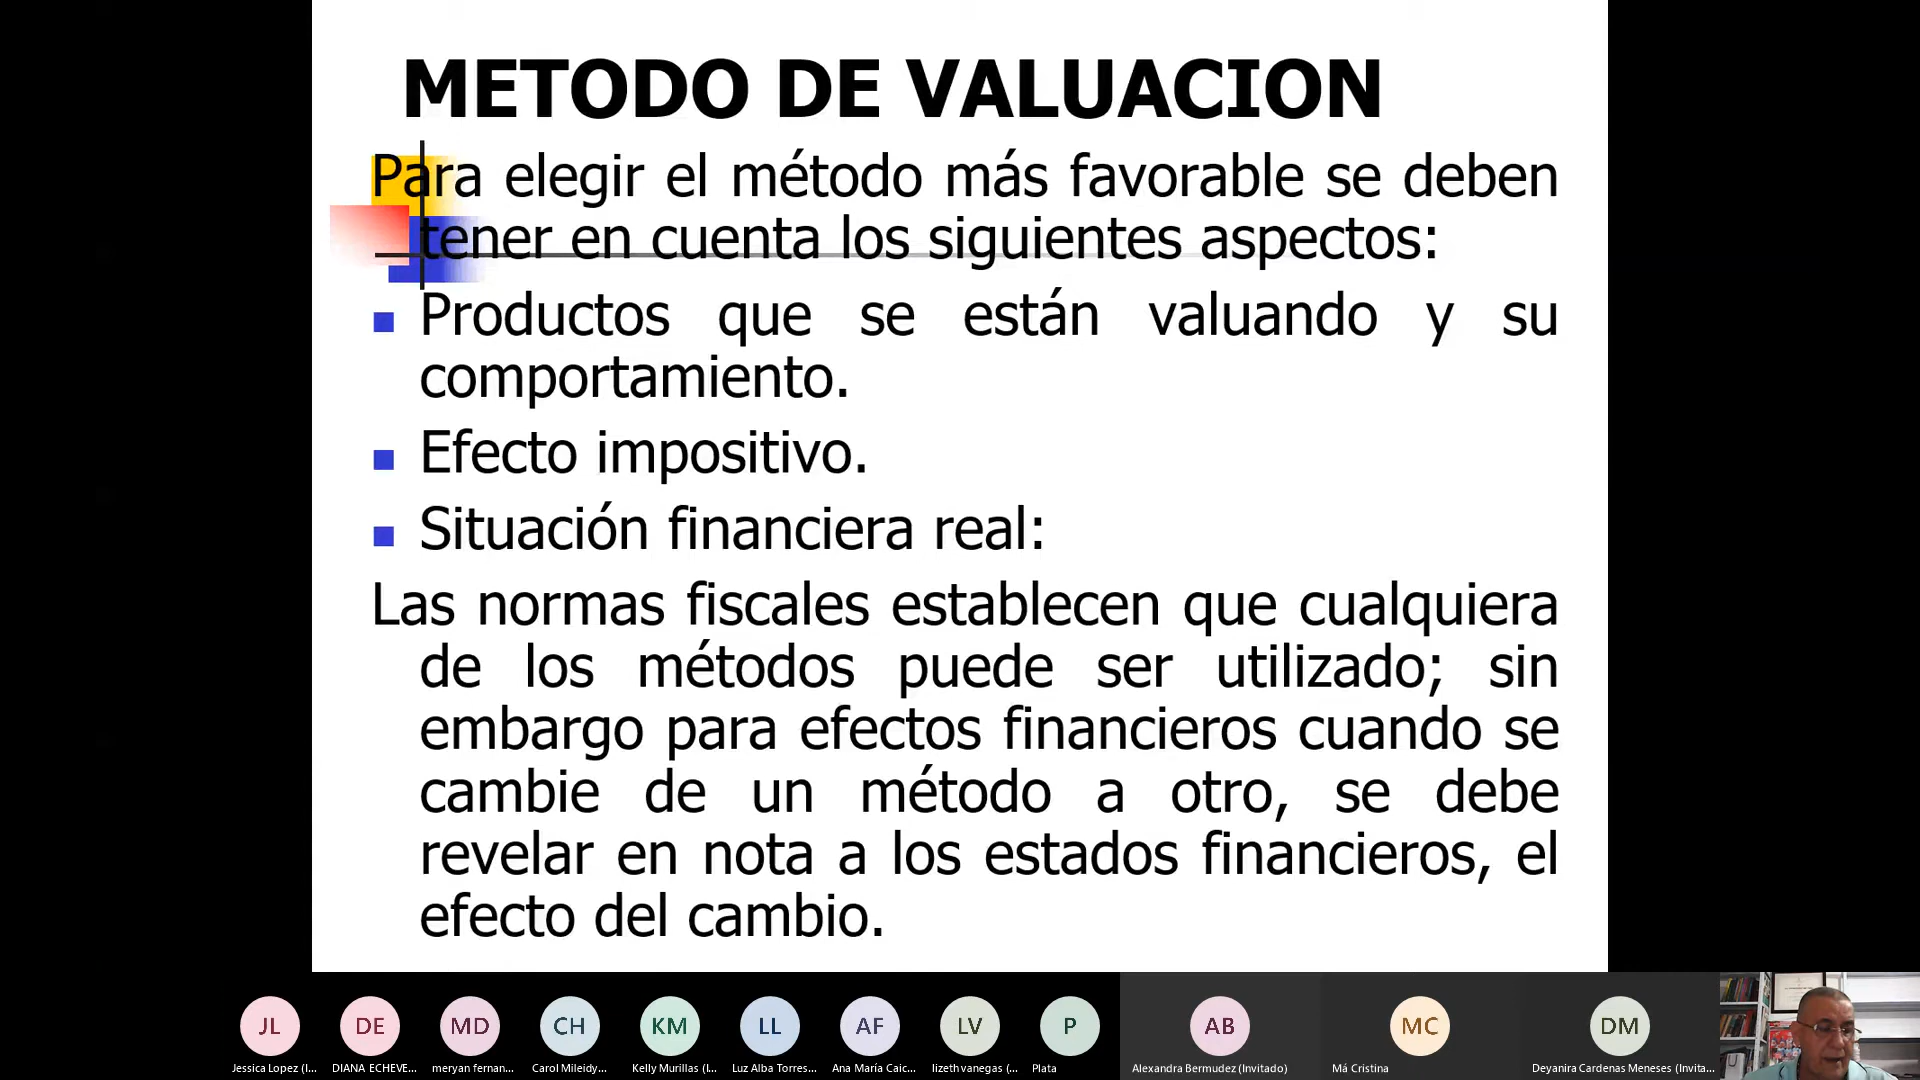 METODO DE VALUACION
Para elegir el método más favorable se deben
tener en cuenta los siguientes aspectos:
Productos que se están valuando y su
comportamiento.
Efecto impositivo.
Situación financiera real:
Las normas fiscales establecen que cualquiera
de los métodos puede ser utilizado; sin
embargo para efectos financieros cuando se
cambie de un método a otro, se debe
revelar en nota a los estados financieros, el
efecto del cambio.
JL DE MD CH KM LL AF LV P AB MC DM
Jessica Lopez (I... DIANA ECHEVE... meryan fernan... Carol Mileidy... Kelly Murillas (I... Luz Alba Torres... Ana María Caic... lizeth vanegas (... Plata Alexandra Bermudez (Invitado) Má Cristina Deyanira Cardenas Meneses (Invita...